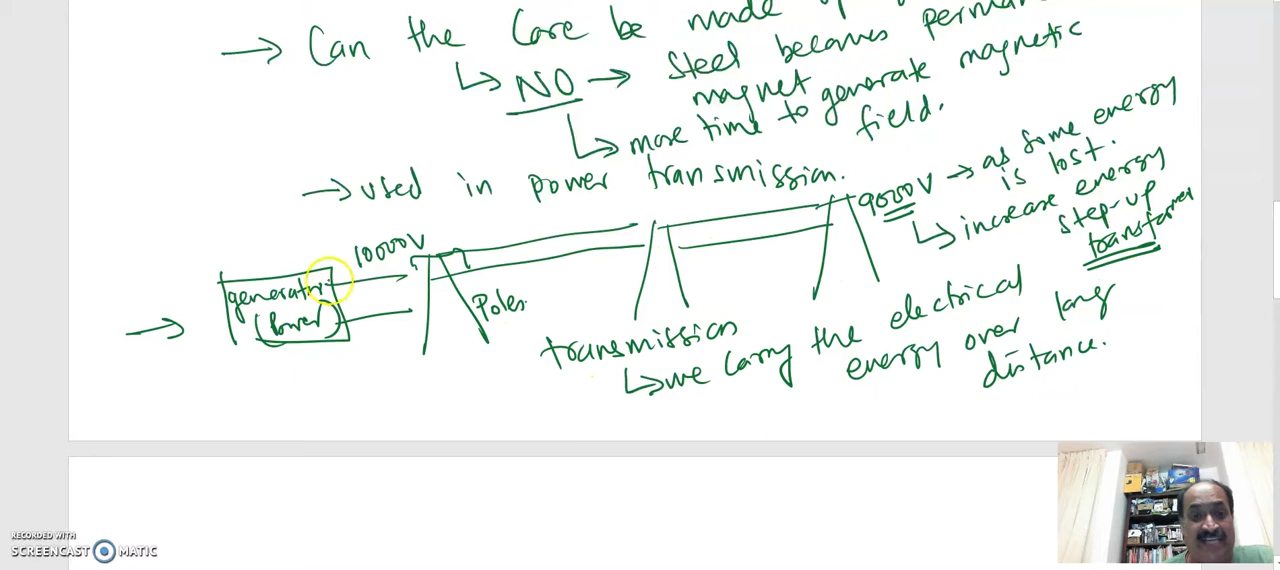 → Can the Core be made
↳ NO → Steel becomes perma
magnet to generate magnetic
↳ more time field.
→ used in power transmission.
9000V → as some energy
is lost.
↳ increase energy
step-up
transformer
10000V
generatri
(Power)
→
Poles
transmission
↳ we carry the electrical
energy over long
distance.
RECORDED WITH
SCREENCAST MATIC